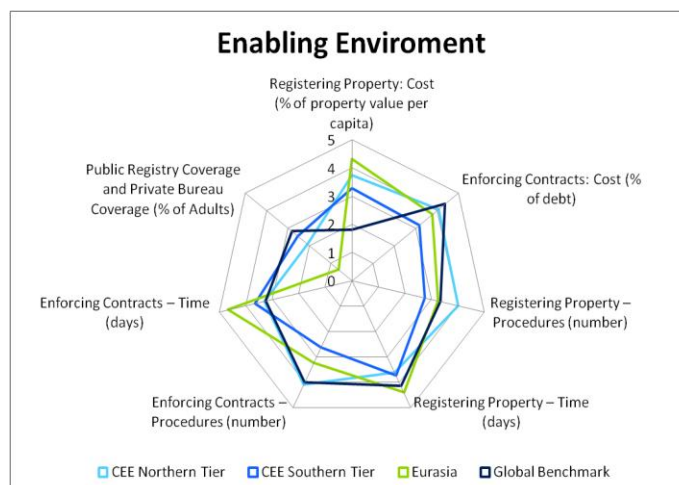 Enabling Enviroment
Registering Property: Cost
(% of property value per
capita)
5
4
3
2
1
0
Public Registry Coverage
and Private Bureau
Coverage (% of Adults)
Enforcing Contracts: Cost (%
of debt)
Enforcing Contracts – Time
(days)
Registering Property –
Procedures (number)
Enforcing Contracts –
Procedures (number)
Registering Property – Time
(days)
CEE Northern Tier
CEE Southern Tier
Eurasia
Global Benchmark